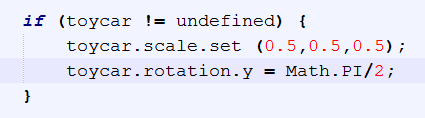 if (toycar != undefined) {
    toycar.scale.set (0.5,0.5,0.5);
    toycar.rotation.y = Math.PI/2;
}